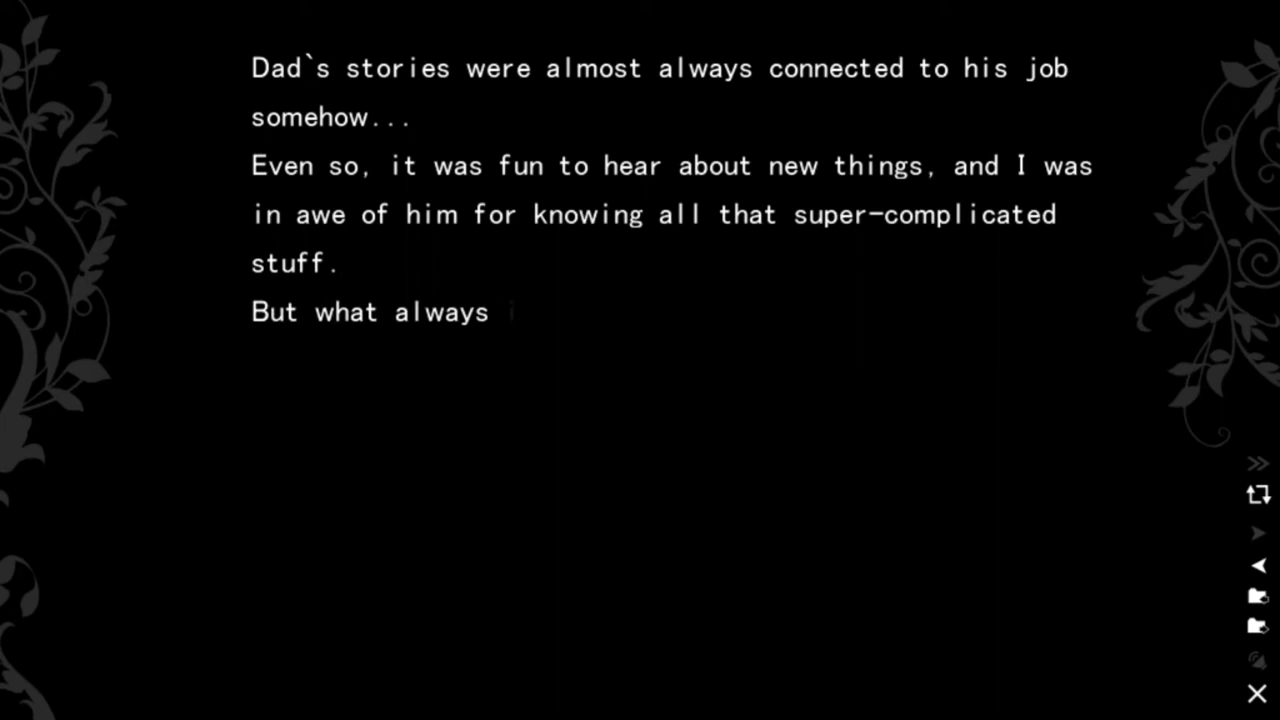 Dad`s stories were almost always connected to his job
somehow...
Even so, it was fun to hear about new things, and I was
in awe of him for knowing all that super-complicated
stuff.
But what always